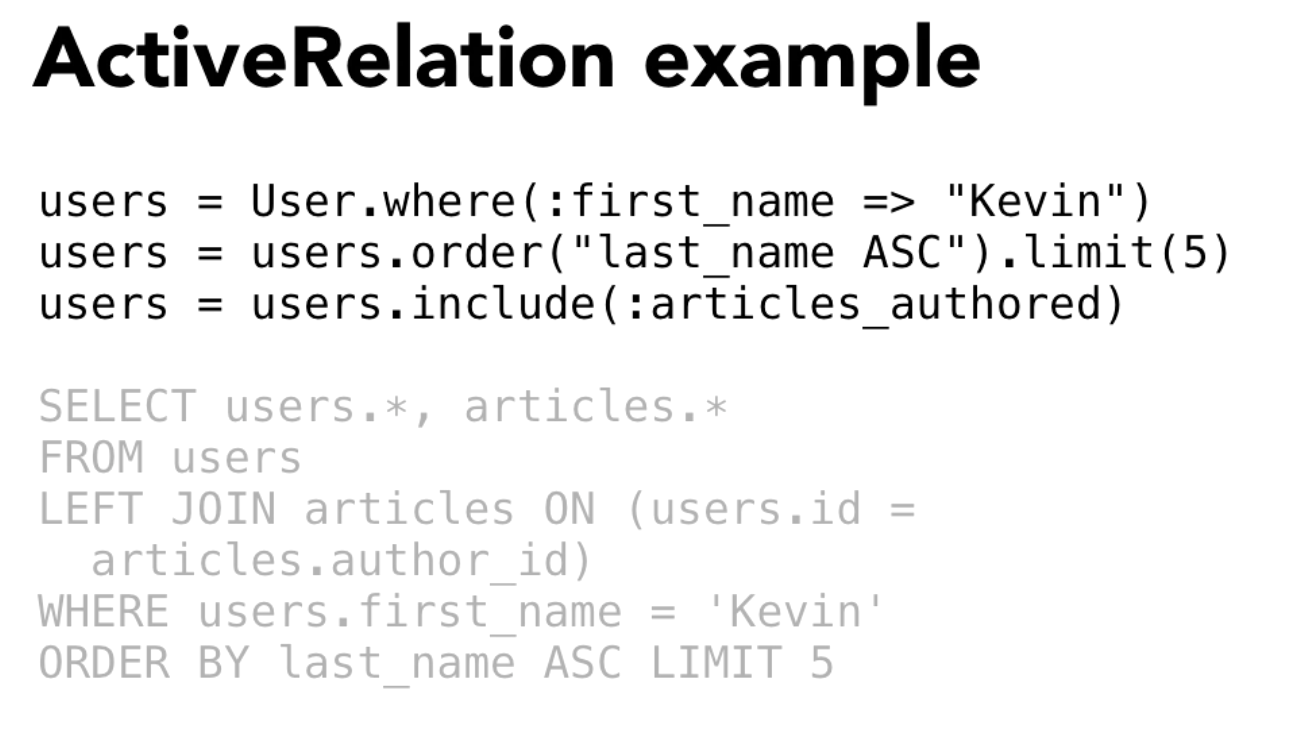 ActiveRelation example
users = User.where(:first_name => "Kevin")
users = users.order("last_name ASC").limit(5)
users = users.include(:articles_authored)
SELECT users.*, articles.*
FROM users
LEFT JOIN articles ON (users.id =
  articles.author_id)
WHERE users.first_name = 'Kevin'
ORDER BY last_name ASC LIMIT 5